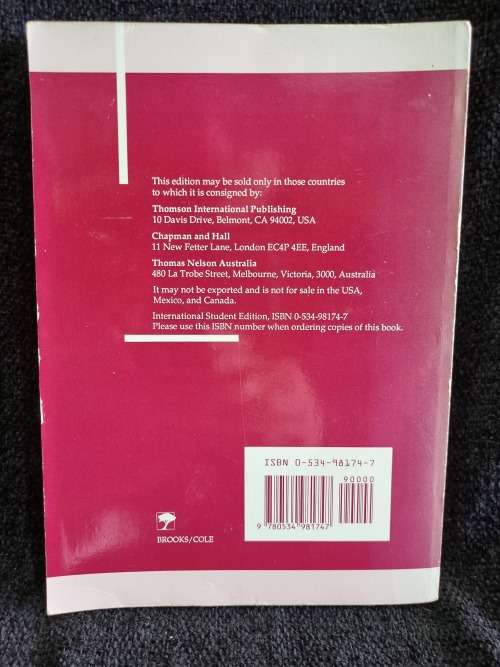 This edition may be sold only in those countries
to which it is consigned by:
Thomson International Publishing
10 Davis Drive, Belmont, CA 94002, USA
Chapman and Hall
11 New Fetter Lane, London EC4P 4EE, England
Thomas Nelson Australia
480 La Trobe Street, Melbourne, Victoria, 3000, Australia
It may not be exported and is not for sale in the USA,
Mexico, and Canada.
International Student Edition, ISBN 0-534-98174-7
Please use this ISBN number when ordering copies of this book.
ISBN 0-534-98174-7
90000
9 780534 981747
BROOKS/COLE